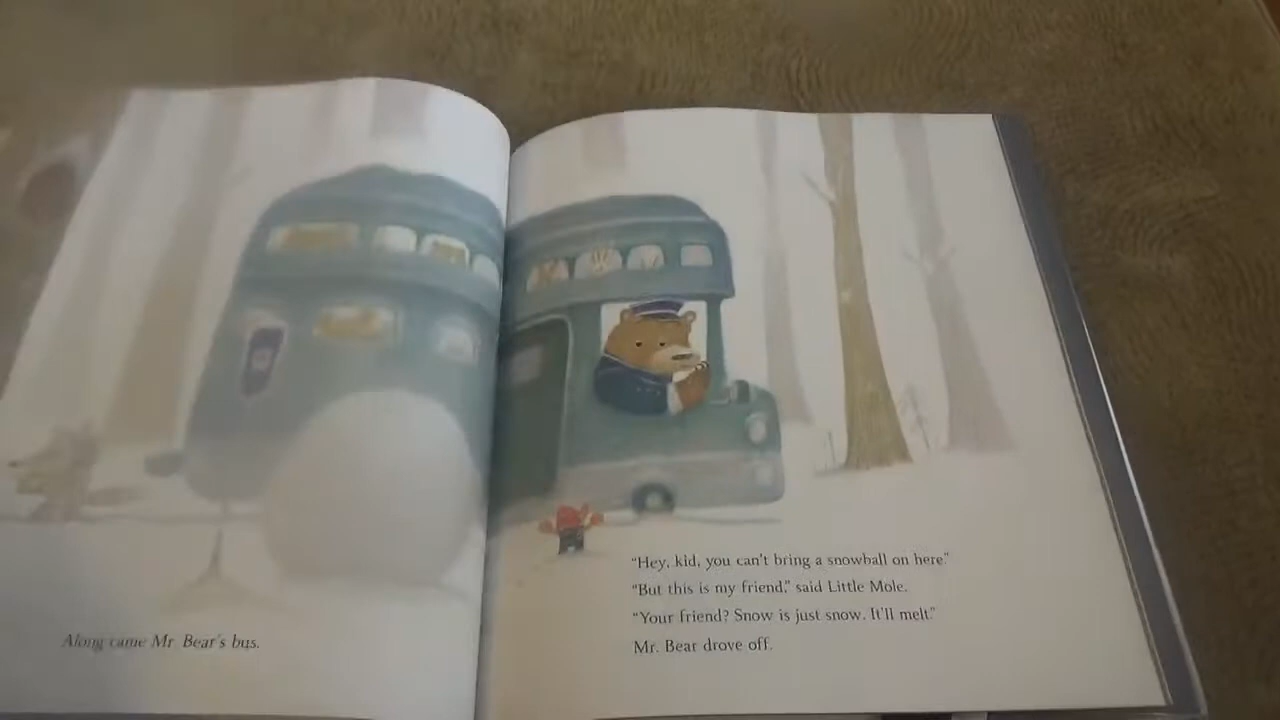 Along came Mr. Bear's bus.
"Hey, kid, you can't bring a snowball on here."
"But this is my friend," said Little Mole.
"Your friend? Snow is just snow. It'll melt."
Mr. Bear drove off.